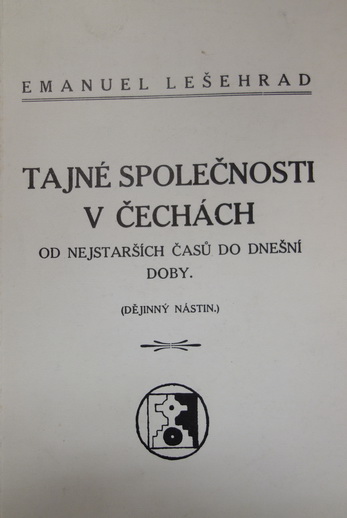 EMANUEL LEŠEHRAD
TAJNÉ SPOLEČNOSTI
V ČECHÁCH
OD NEJSTARŠÍCH ČASŮ DO DNEŠNÍ
DOBY.
(DĚJINNÝ NÁSTIN.)